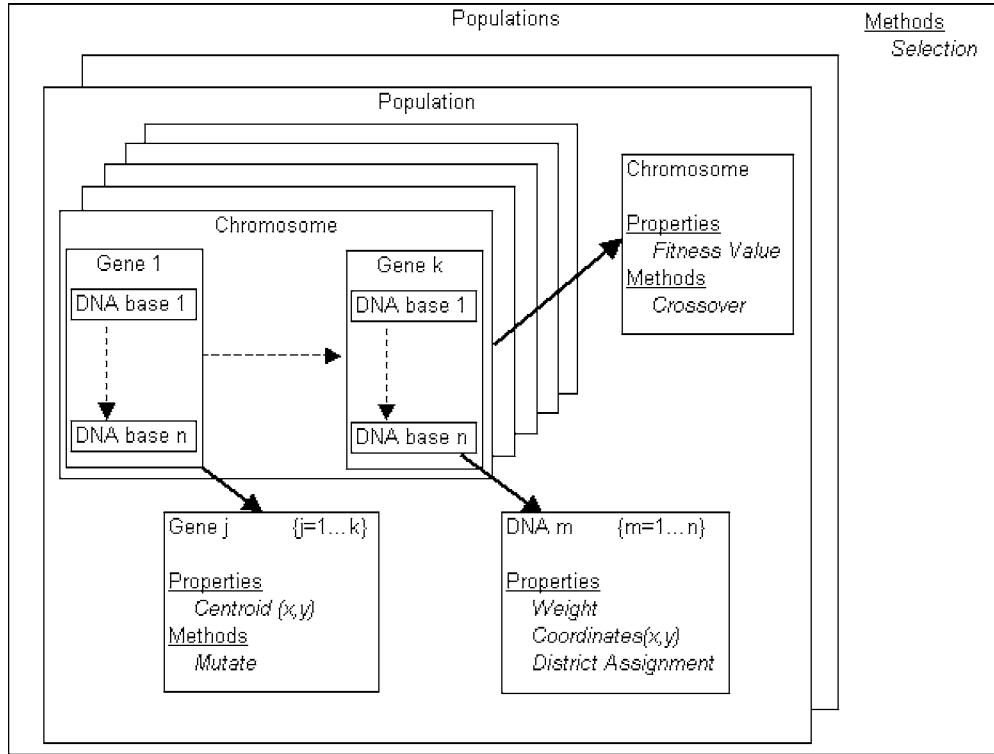 Populations
Methods
Selection
Population
Chromosome
Gene 1
DNA base 1
DNA base n
Gene k
DNA base 1
DNA base n
Chromosome
Properties
Fitness Value
Methods
Crossover
Gene j {j=1...k}
Properties
Centroid (x,y)
Methods
Mutate
DNA m {m=1...n}
Properties
Weight
Coordinates(x,y)
District Assignment